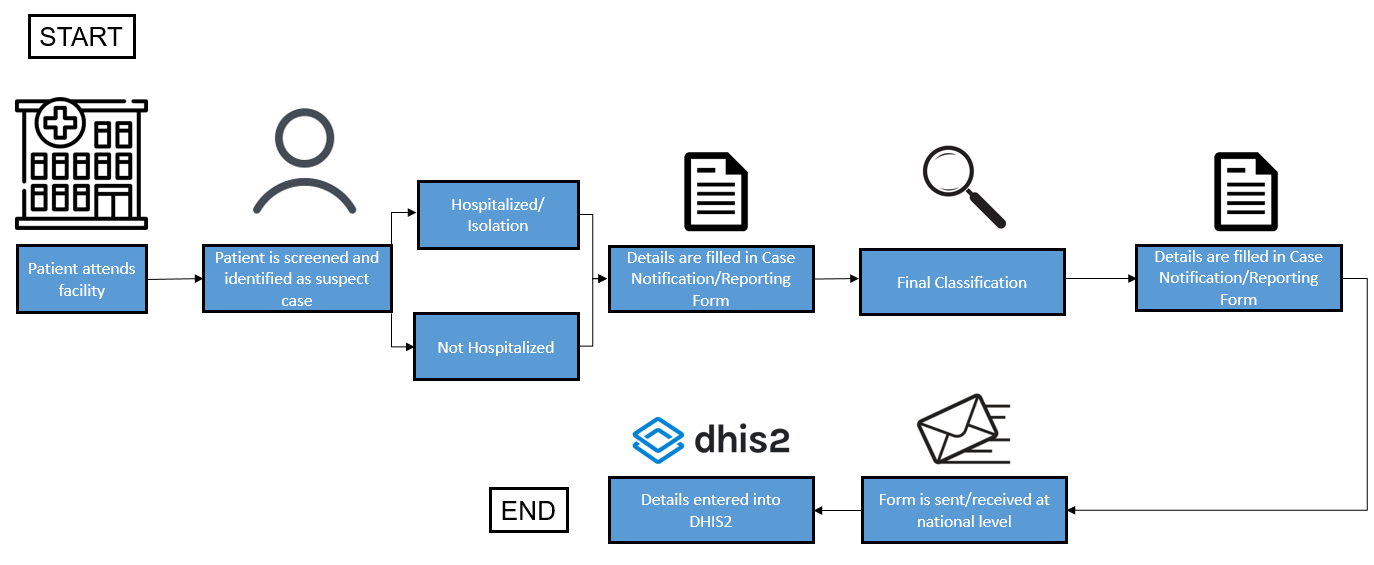 START
Patient attends
facility
Patient is screened and
identified as suspect
case
Hospitalized/
Isolation
Not Hospitalized
Details are filled in Case
Notification/Reporting
Form
Final Classification
Details are filled in Case
Notification/Reporting
Form
Form is sent/received at
national level
dhis2
Details entered into
DHIS2
END